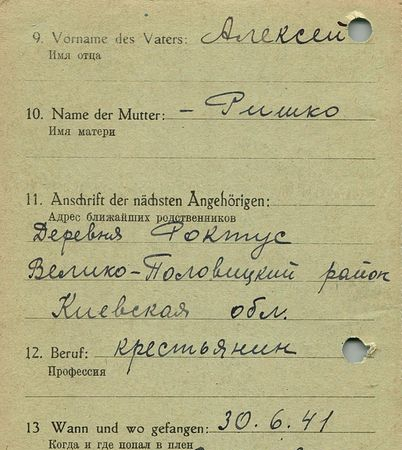 9. Vorname des Vaters: Алексей
Имя отца
10. Name der Mutter: – Ришко
Имя матери
11. Anschrift der nächsten Angehörigen:
Адрес ближайших родственников
Деревня Фоктус
Велико-Половицкий район
Киевская обл.
12. Beruf: крестьянин
Профессия
13 Wann und wo gefangen: 30.6.41
Когда и где попал в плен